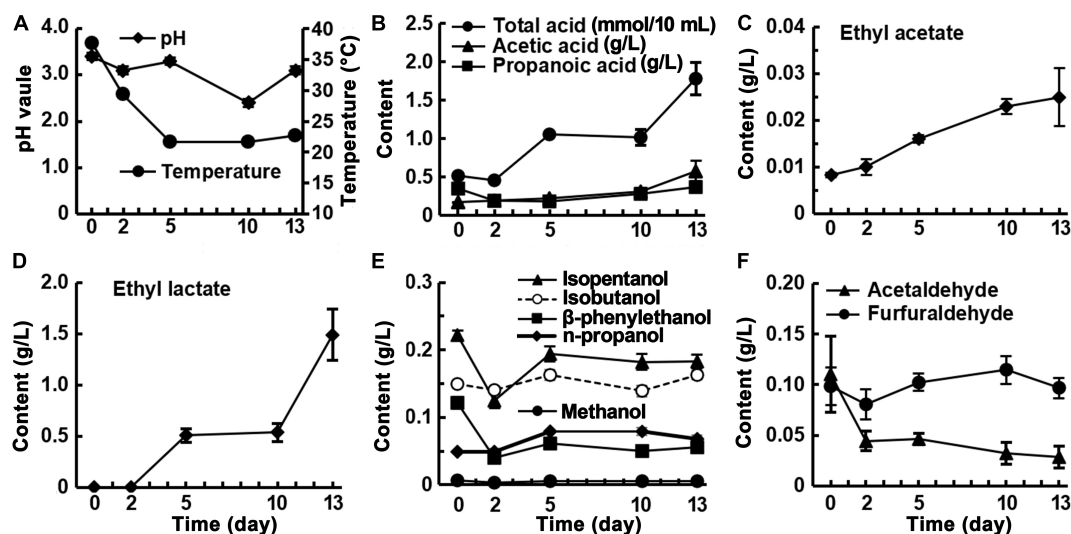 A
pH vaule
4.0
3.0
2.0
1.0
0
pH
Temperature
40
35
30
25
20
15
10
Temperature (°C)
0 2 5 10 13
B
Content
2.5
2.0
1.5
1.0
0.5
0
Total acid (mmol/10 mL)
Acetic acid (g/L)
Propanoic acid (g/L)
0 2 5 10 13
C
Content (g/L)
0.04
0.03
0.02
0.01
0
Ethyl acetate
0 2 5 10 13
D
Content (g/L)
2.0
1.5
1.0
0.5
0
Ethyl lactate
0 2 5 10 13
Time (day)
E
Content (g/L)
0.3
0.2
0.1
0
Isopentanol
Isobutanol
β-phenylethanol
n-propanol
Methanol
0 2 5 10 13
Time (day)
F
Content (g/L)
0.20
0.15
0.10
0.05
0
Acetaldehyde
Furfuraldehyde
0 2 5 10 13
Time (day)